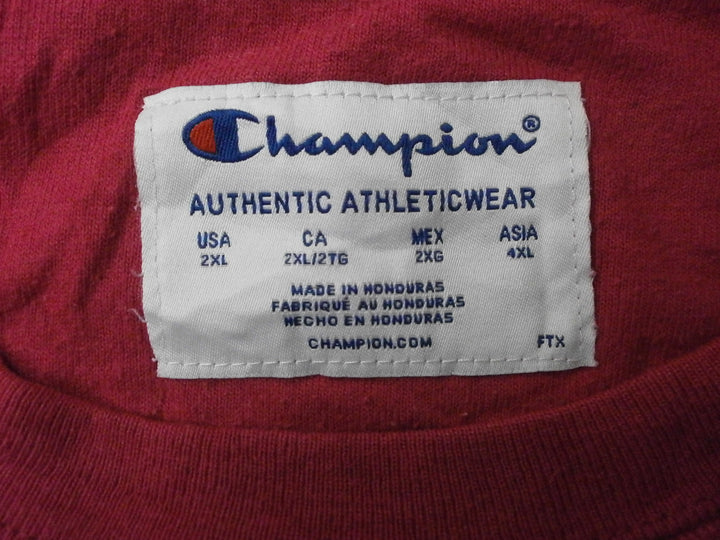 Champion®
AUTHENTIC ATHLETICWEAR
USA CA MEX ASIA
2XL 2XL/2TG 2XG 4XL
MADE IN HONDURAS
FABRIQUÉ AU HONDURAS
HECHO EN HONDURAS
CHAMPION.COM FTX